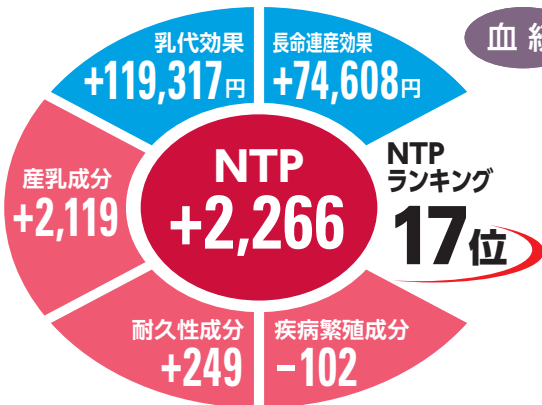 乳代効果
+119,317円
長命連産効果
+74,608円
血統
産乳成分
+2,119
NTP
+2,266
NTP
ランキング
17位
耐久性成分
+249
疾病繁殖成分
−102